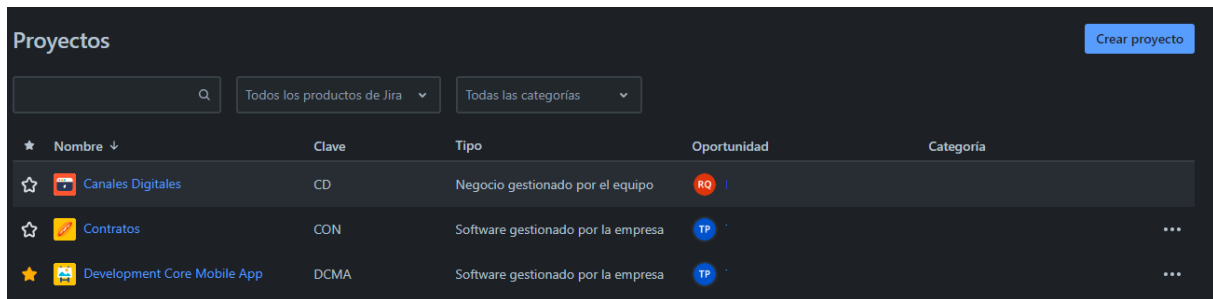 Proyectos
Crear proyecto
Todos los productos de Jira
Todas las categorías
Nombre Clave Tipo Oportunidad Categoría
Canales Digitales CD Negocio gestionado por el equipo RQ
Contratos CON Software gestionado por la empresa TP
Development Core Mobile App DCMA Software gestionado por la empresa TP